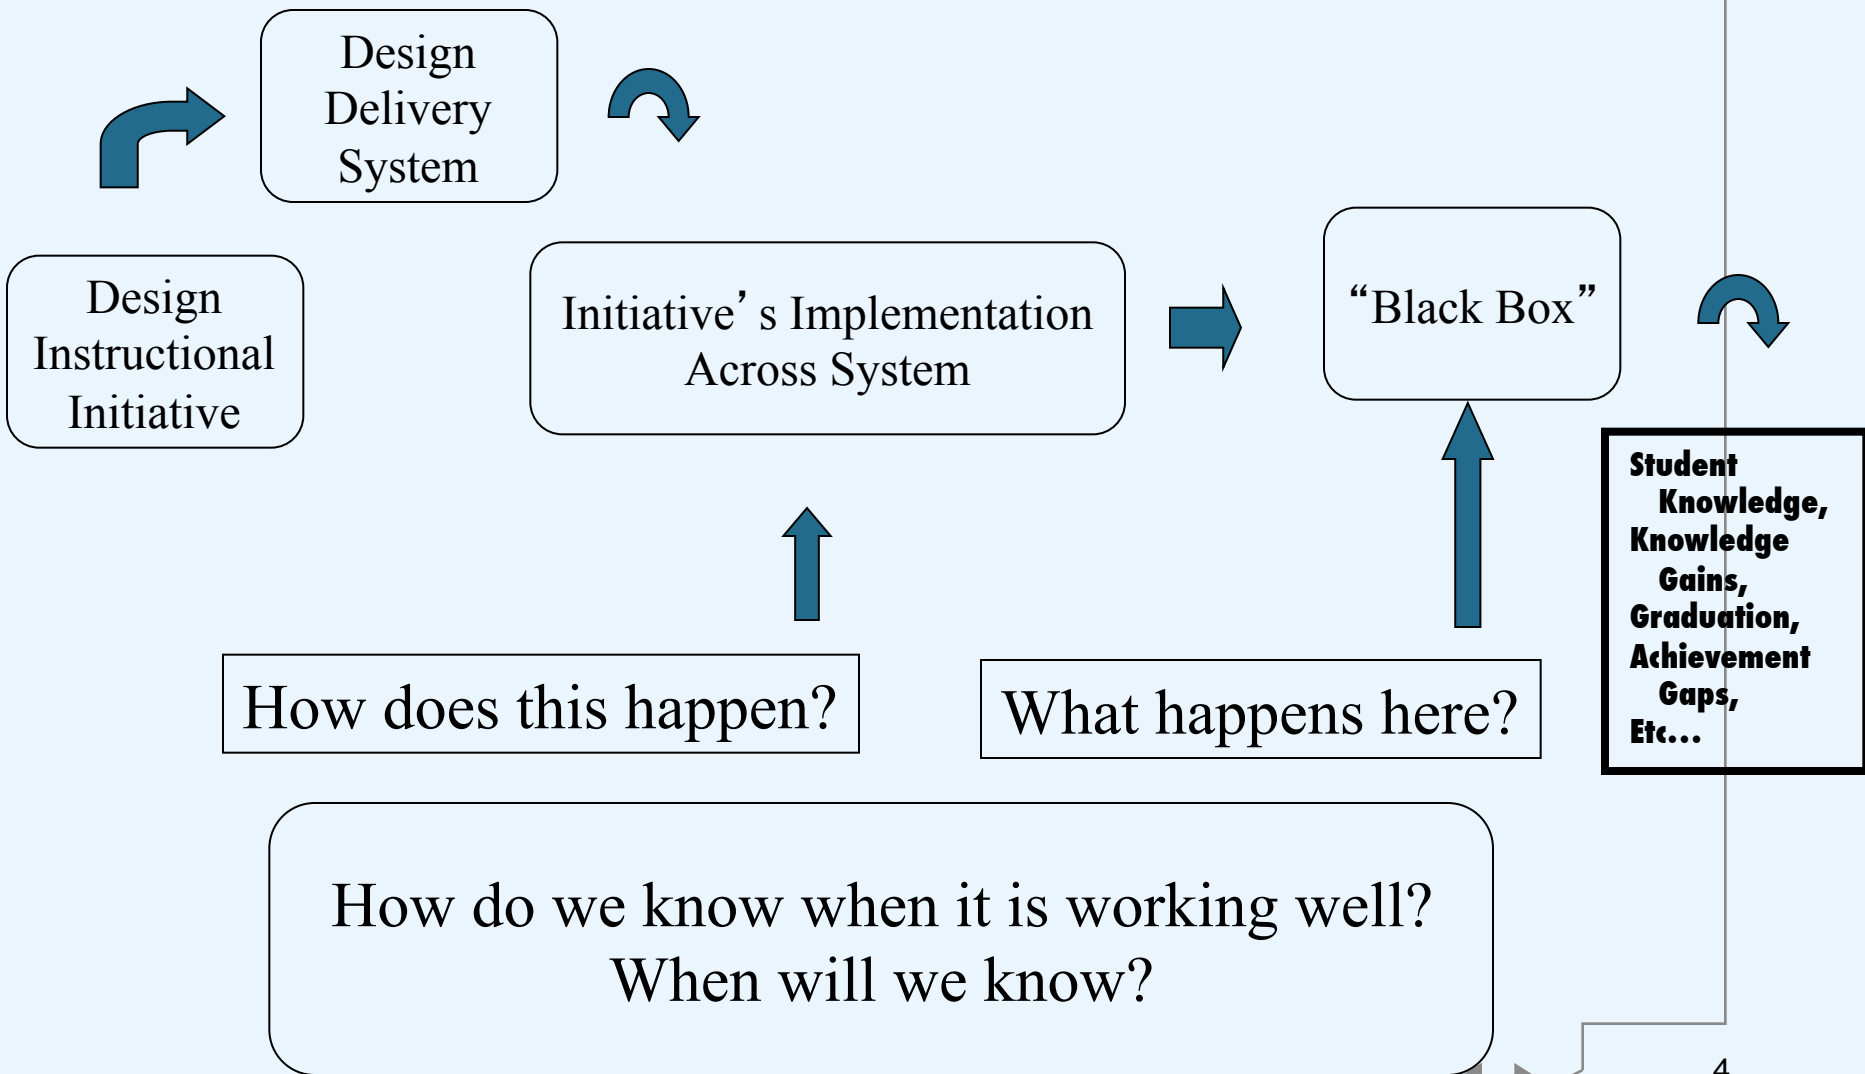 Design
Delivery
System
Design
Instructional
Initiative
Initiative’s Implementation
Across System
“Black Box”
Student
Knowledge,
Knowledge
Gains,
Graduation,
Achievement
Gaps,
Etc...
How does this happen?
What happens here?
How do we know when it is working well?
When will we know?
4